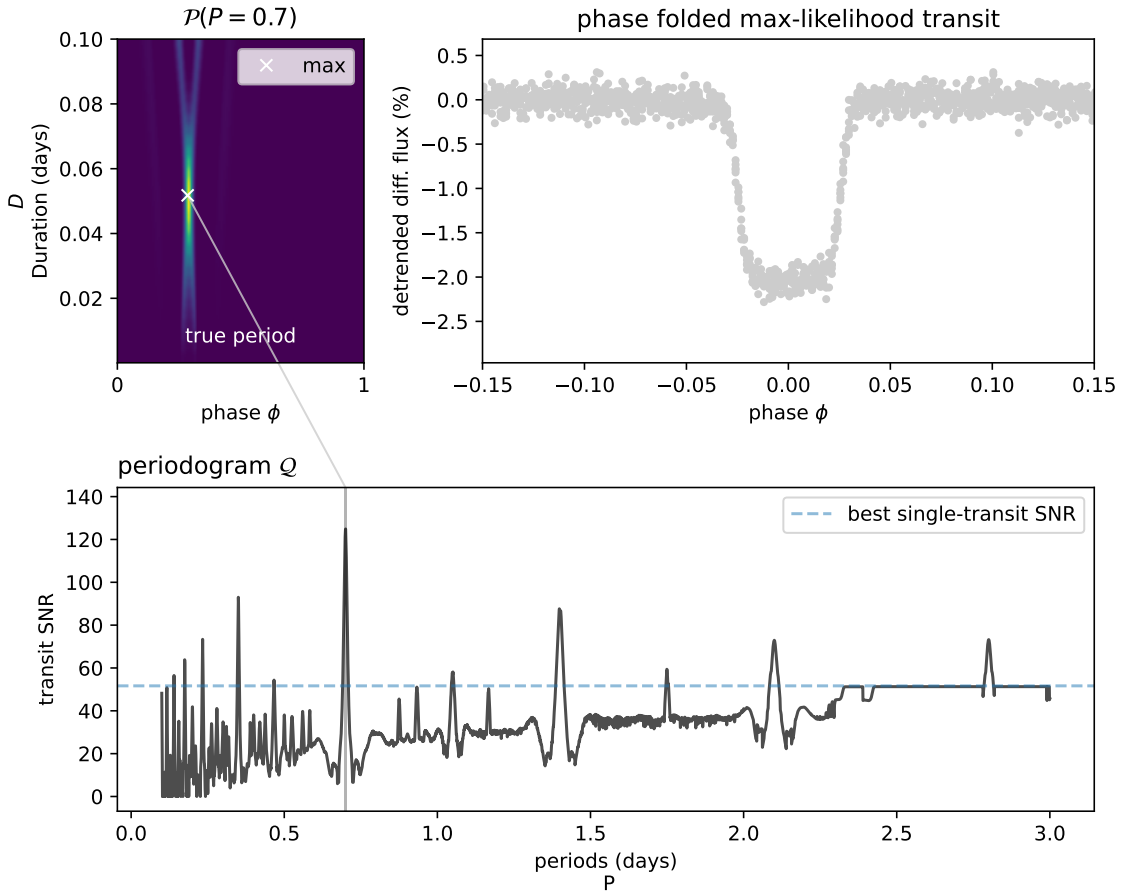 𝒫(P = 0.7)
0.10
0.08
0.06
0.04
0.02
D
Duration (days)
max
true period
0
1
phase ϕ
phase folded max-likelihood transit
0.5
0.0
−0.5
−1.0
−1.5
−2.0
−2.5
detrended diff. flux (%)
−0.15
−0.10
−0.05
0.00
0.05
0.10
0.15
phase ϕ
periodogram 𝒬
140
120
100
80
60
40
20
0
transit SNR
best single-transit SNR
0.0
0.5
1.0
1.5
2.0
2.5
3.0
periods (days)
P